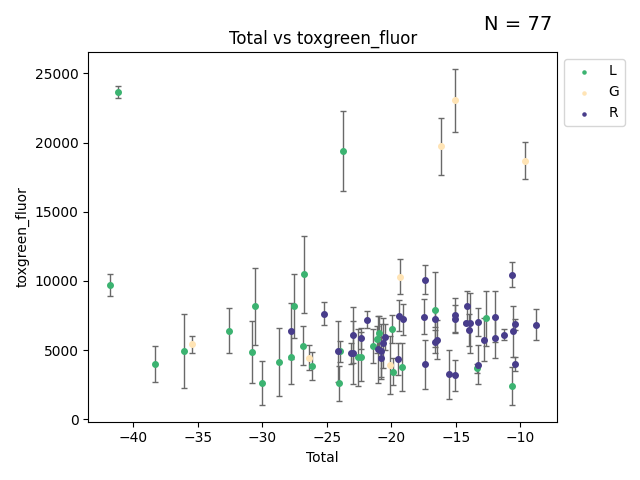 N = 77
Total vs toxgreen_fluor
25000
20000
15000
10000
5000
0
toxgreen_fluor
−40
−35
−30
−25
−20
−15
−10
Total
L
G
R